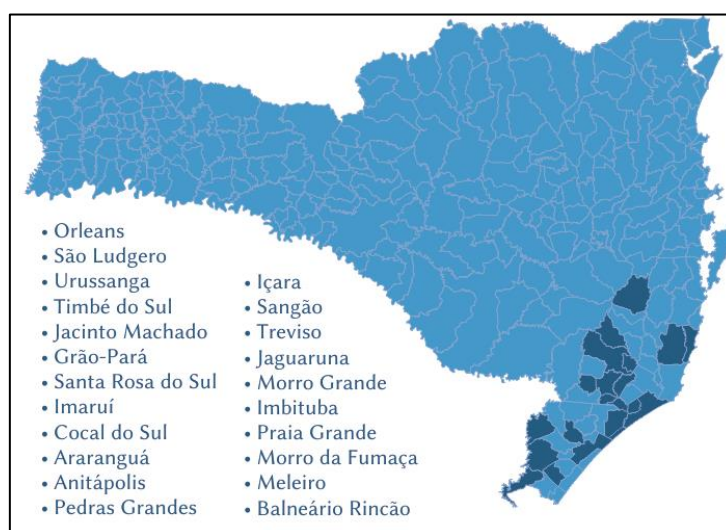 • Orleans
• São Ludgero
• Urussanga
• Timbé do Sul
• Jacinto Machado
• Grão-Pará
• Santa Rosa do Sul
• Imaruí
• Cocal do Sul
• Araranguá
• Anitápolis
• Pedras Grandes
• Içara
• Sangão
• Treviso
• Jaguaruna
• Morro Grande
• Imbituba
• Praia Grande
• Morro da Fumaça
• Meleiro
• Balneário Rincão